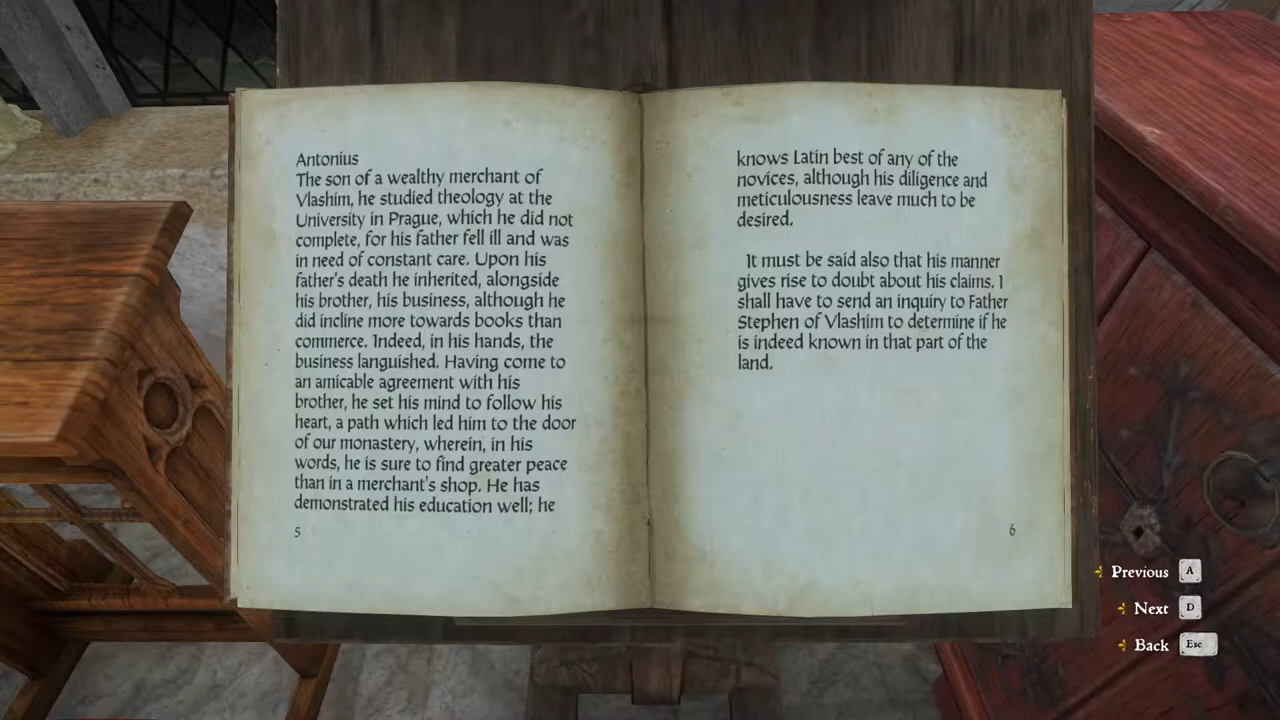 Antonius
The son of a wealthy merchant of
Vlashim, he studied theology at the
University in Prague, which he did not
complete, for his father fell ill and was
in need of constant care. Upon his
father's death he inherited, alongside
his brother, his business, although he
did incline more towards books than
commerce. Indeed, in his hands, the
business languished. Having come to
an amicable agreement with his
brother, he set his mind to follow his
heart, a path which led him to the door
of our monastery, wherein, in his
words, he is sure to find greater peace
than in a merchant's shop. He has
demonstrated his education well; he
5
knows Latin best of any of the
novices, although his diligence and
meticulousness leave much to be
desired.
It must be said also that his manner
gives rise to doubt about his claims. I
shall have to send an inquiry to Father
Stephen of Vlashim to determine if he
is indeed known in that part of the
land.
6
Previous A
Next D
Back Esc